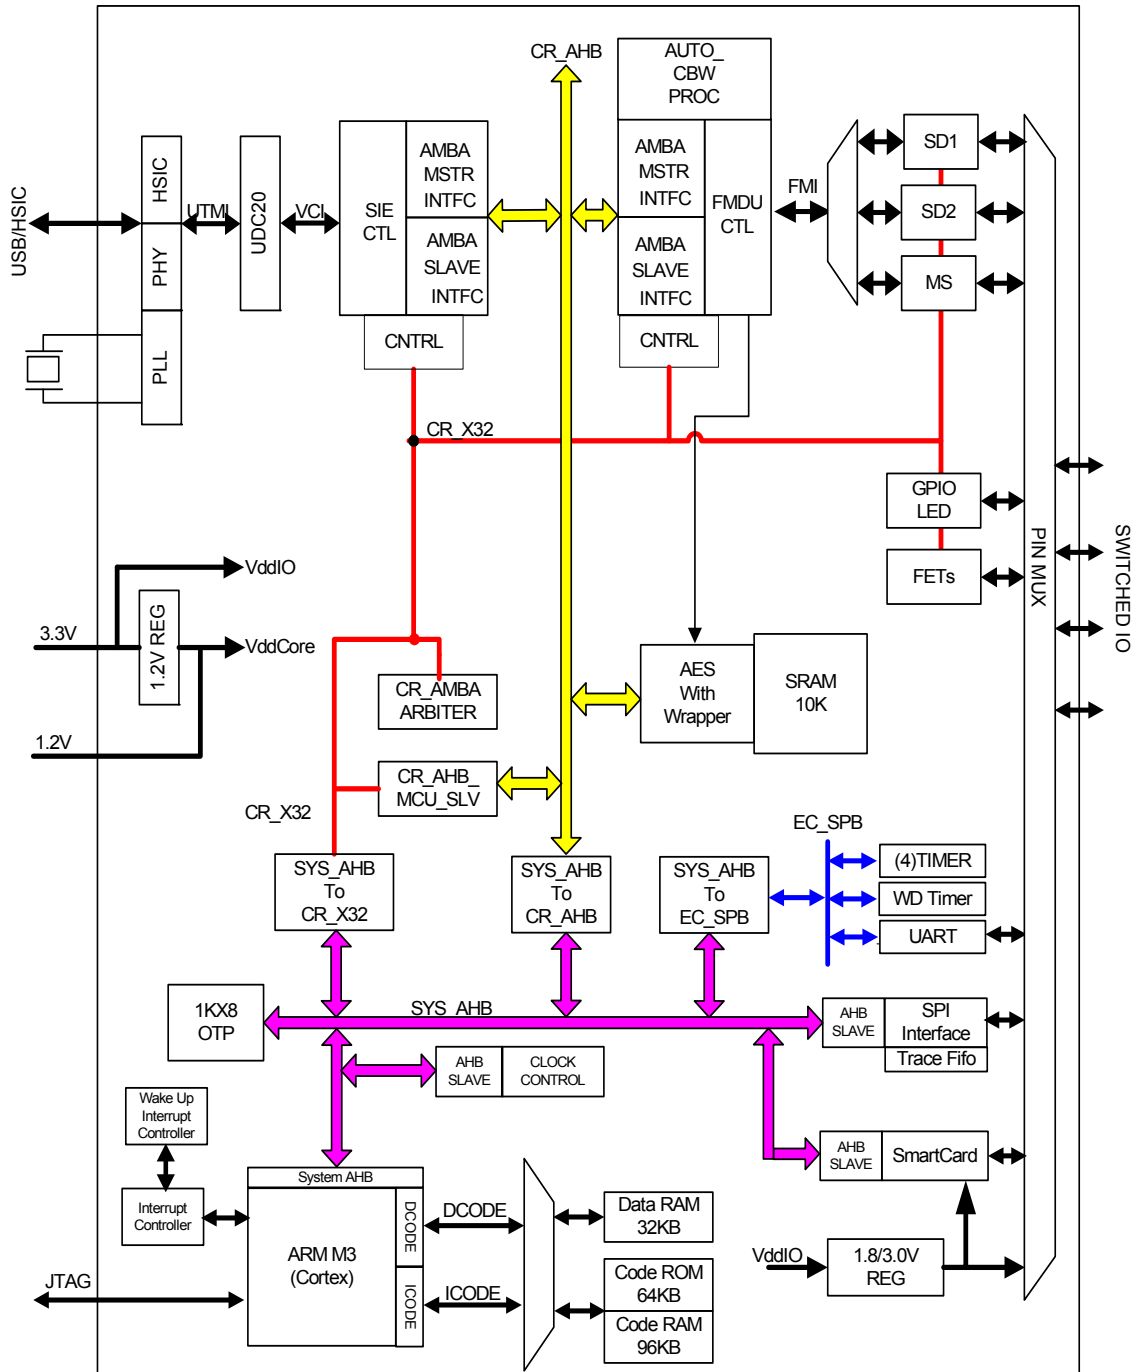 CR_AHB
AUTO_
CBW
PROC
USB/HSIC
HSIC
PHY
PLL
UTMI
UDC20
VCI
SIE
CTL
AMBA
MSTR
INTFC
AMBA
SLAVE
INTFC
CNTRL
AMBA
MSTR
INTFC
AMBA
SLAVE
INTFC
FMDU
CTL
CNTRL
FMI
SD1
SD2
MS
CR_X32
GPIO
LED
FETs
PIN MUX
SWITCHED IO
VddIO
3.3V
1.2V REG
VddCore
1.2V
CR_AMBA
ARBITER
AES
With
Wrapper
SRAM
10K
CR_AHB_
MCU_SLV
CR_X32
SYS_AHB
To
CR_X32
SYS_AHB
To
CR_AHB
SYS_AHB
To
EC_SPB
EC_SPB
(4)TIMER
WD Timer
UART
1KX8
OTP
SYS_AHB
AHB
SLAVE
SPI
Interface
Trace Fifo
AHB
SLAVE
CLOCK
CONTROL
Wake Up
Interrupt
Controller
Interrupt
Controller
System AHB
ARM M3
(Cortex)
DCODE
ICODE
DCODE
ICODE
Data RAM
32KB
Code ROM
64KB
Code RAM
96KB
AHB
SLAVE
SmartCard
VddIO
1.8/3.0V
REG
JTAG